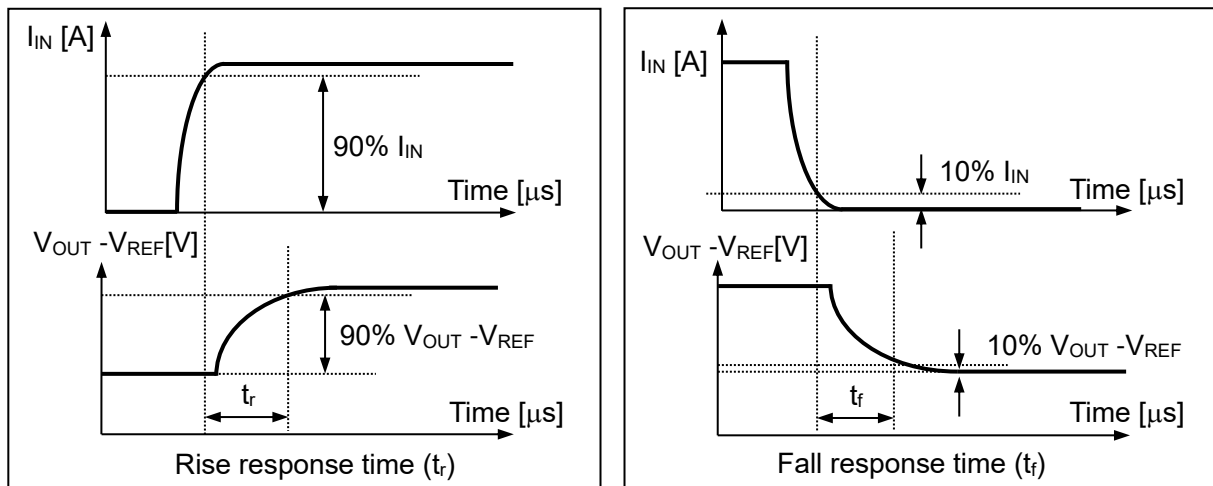 I_IN [A]
90% I_IN
Time [μs]
V_OUT -V_REF[V]
90% V_OUT -V_REF
t_r
Time [μs]
Rise response time (t_r)
I_IN [A]
10% I_IN
Time [μs]
V_OUT -V_REF[V]
10% V_OUT -V_REF
t_f
Time [μs]
Fall response time (t_f)